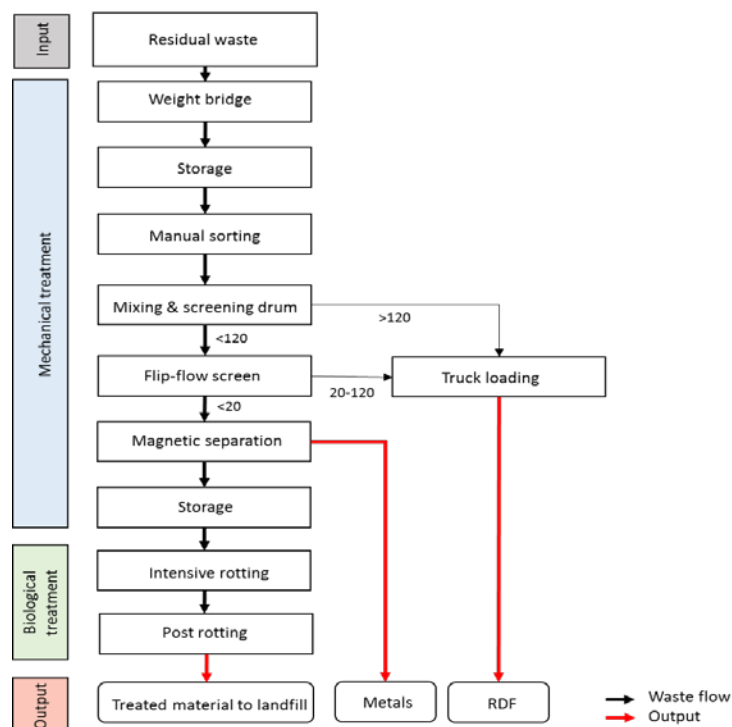 Input
Residual waste
Mechanical treatment
Weight bridge
Storage
Manual sorting
Mixing & screening drum
>120
<120
Flip-flow screen
20-120
Truck loading
<20
Magnetic separation
Storage
Biological
treatment
Intensive rotting
Post rotting
Output
Treated material to landfill
Metals
RDF
Waste flow
Output